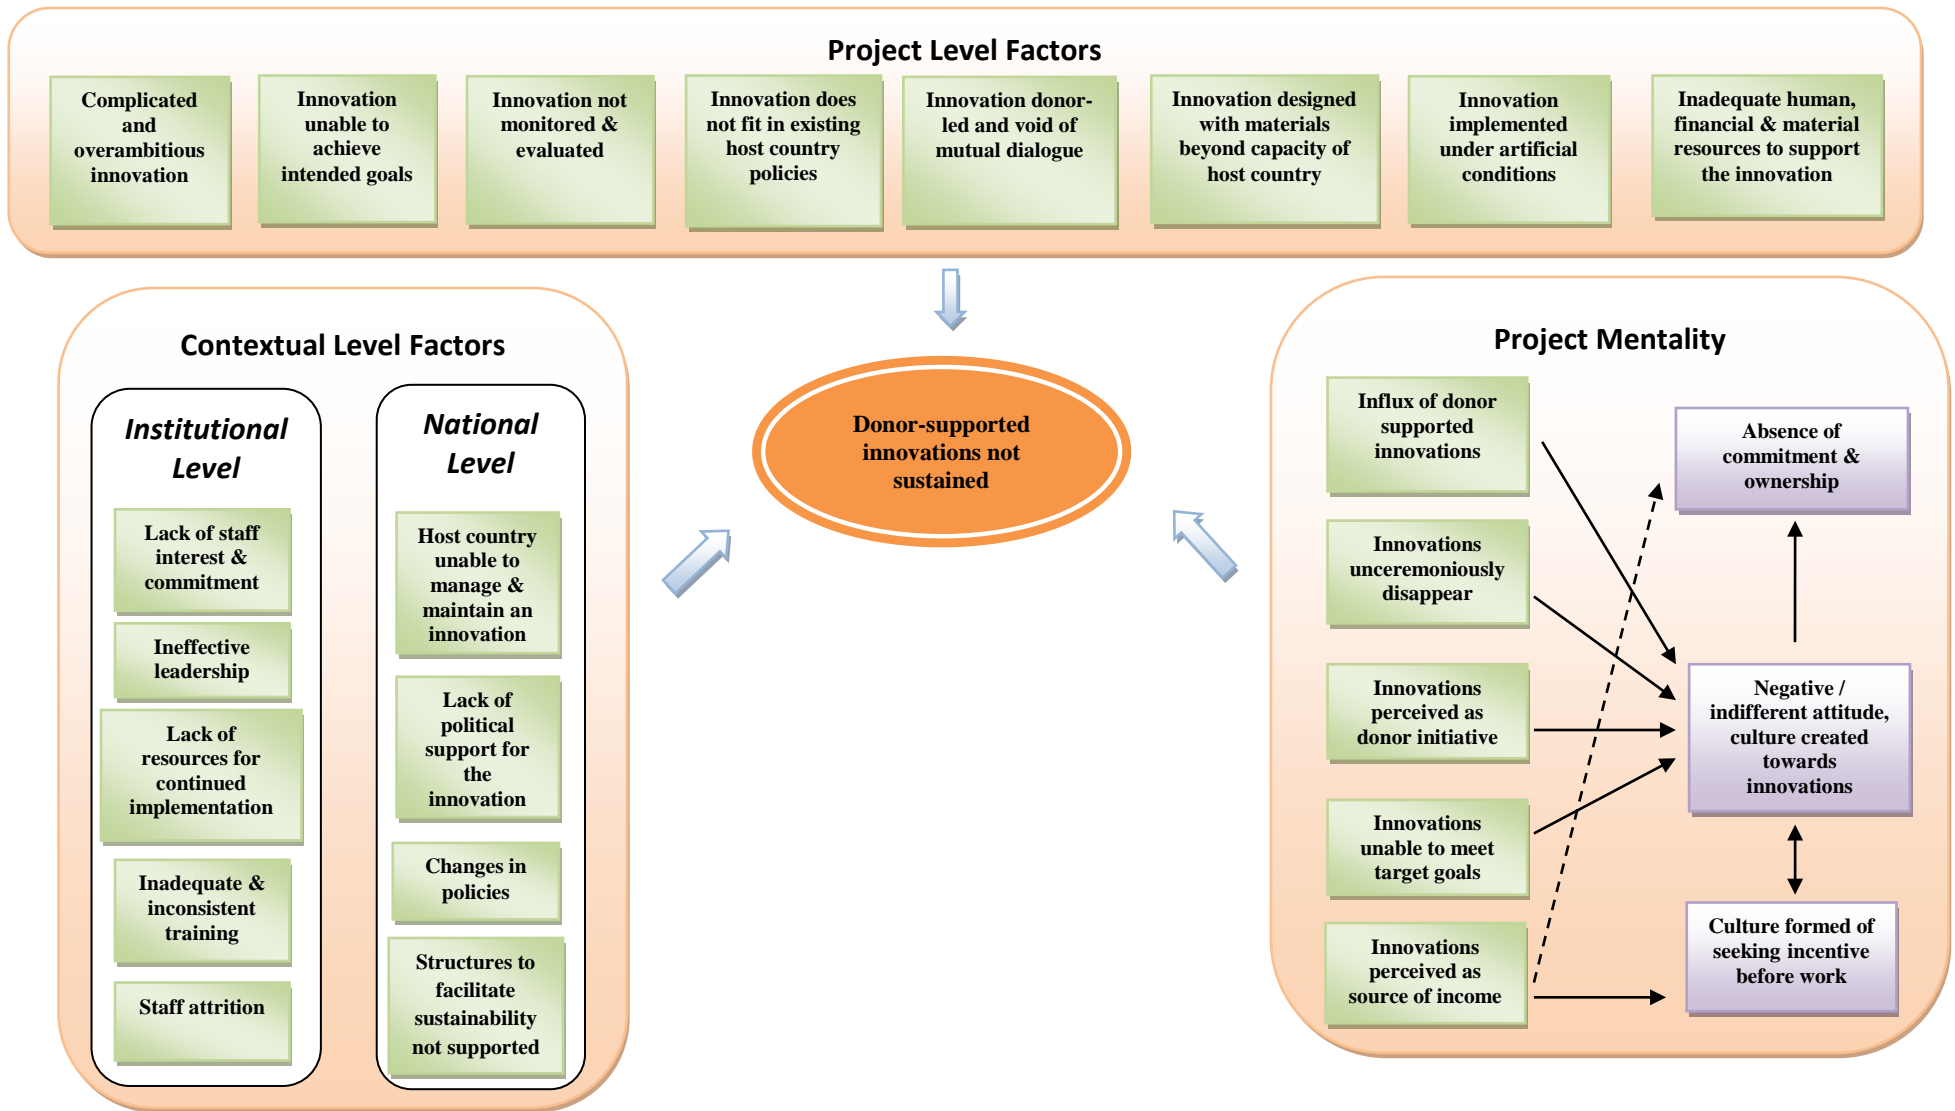 Project Level Factors
Complicated
and
overambitious
innovation
Innovation
unable to
achieve
intended goals
Innovation not
monitored &
evaluated
Innovation does
not fit in existing
host country
policies
Innovation donor-
led and void of
mutual dialogue
Innovation designed
with materials
beyond capacity of
host country
Innovation
implemented
under artificial
conditions
Inadequate human,
financial & material
resources to support
the innovation
Contextual Level Factors
Institutional
Level
Lack of staff
interest &
commitment
Ineffective
leadership
Lack of
resources for
continued
implementation
Inadequate &
inconsistent
training
Staff attrition
National
Level
Host country
unable to
manage &
maintain an
innovation
Lack of
political
support for
the
innovation
Changes in
policies
Structures to
facilitate
sustainability
not supported
Donor-supported
innovations not
sustained
Project Mentality
Influx of donor
supported
innovations
Innovations
unceremoniously
disappear
Innovations
perceived as
donor initiative
Innovations
unable to meet
target goals
Innovations
perceived as
source of income
Absence of
commitment &
ownership
Negative /
indifferent attitude,
culture created
towards
innovations
Culture formed of
seeking incentive
before work